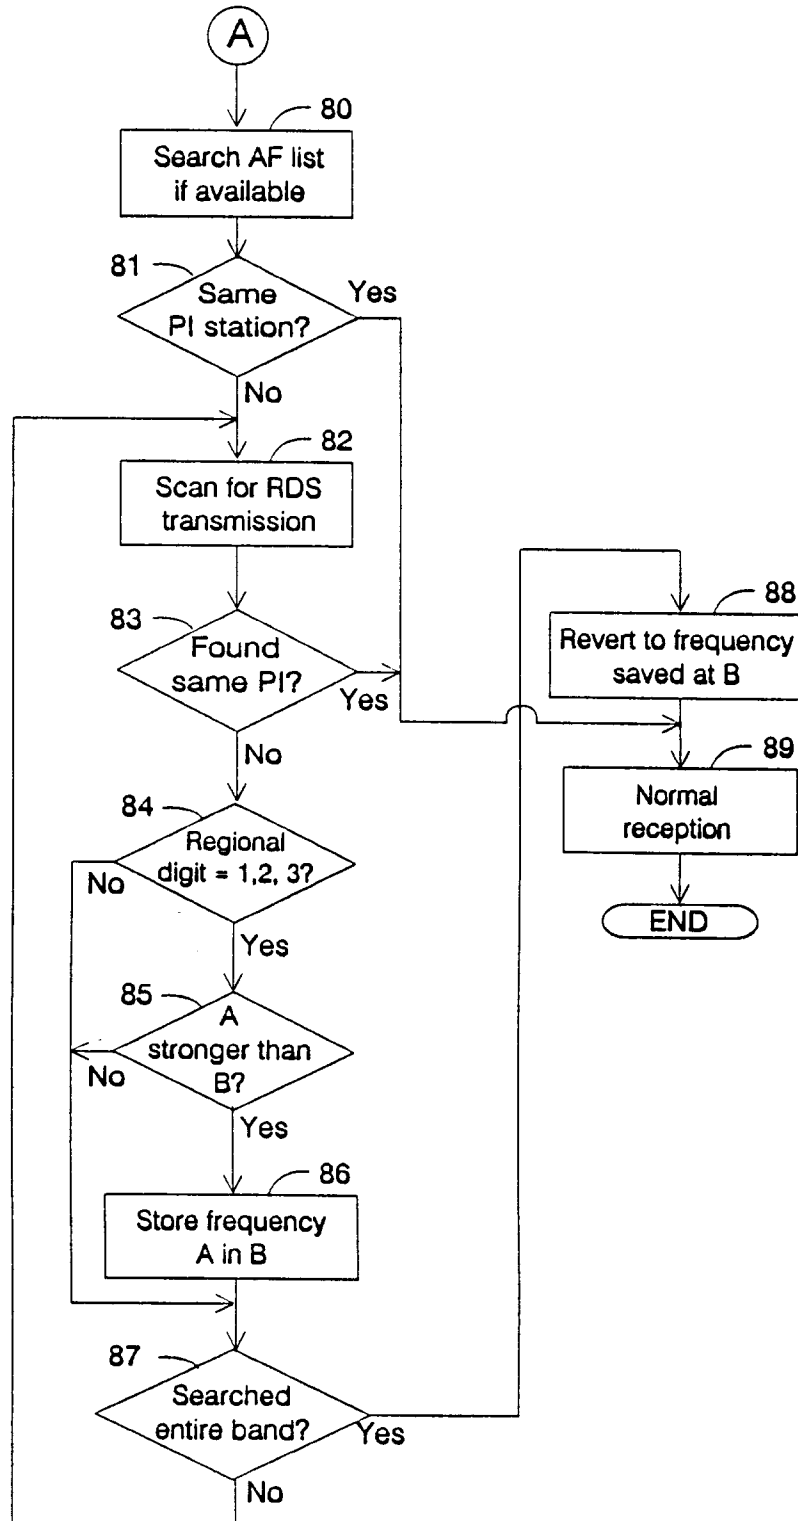 A
80
Search AF list
if available
81
Same
PI station?
Yes
No
82
Scan for RDS
transmission
83
Found
same PI?
Yes
No
84
Regional
digit = 1,2, 3?
No
Yes
85
A
stronger than
B?
No
Yes
86
Store frequency
A in B
87
Searched
entire band?
Yes
No
88
Revert to frequency
saved at B
89
Normal
reception
END